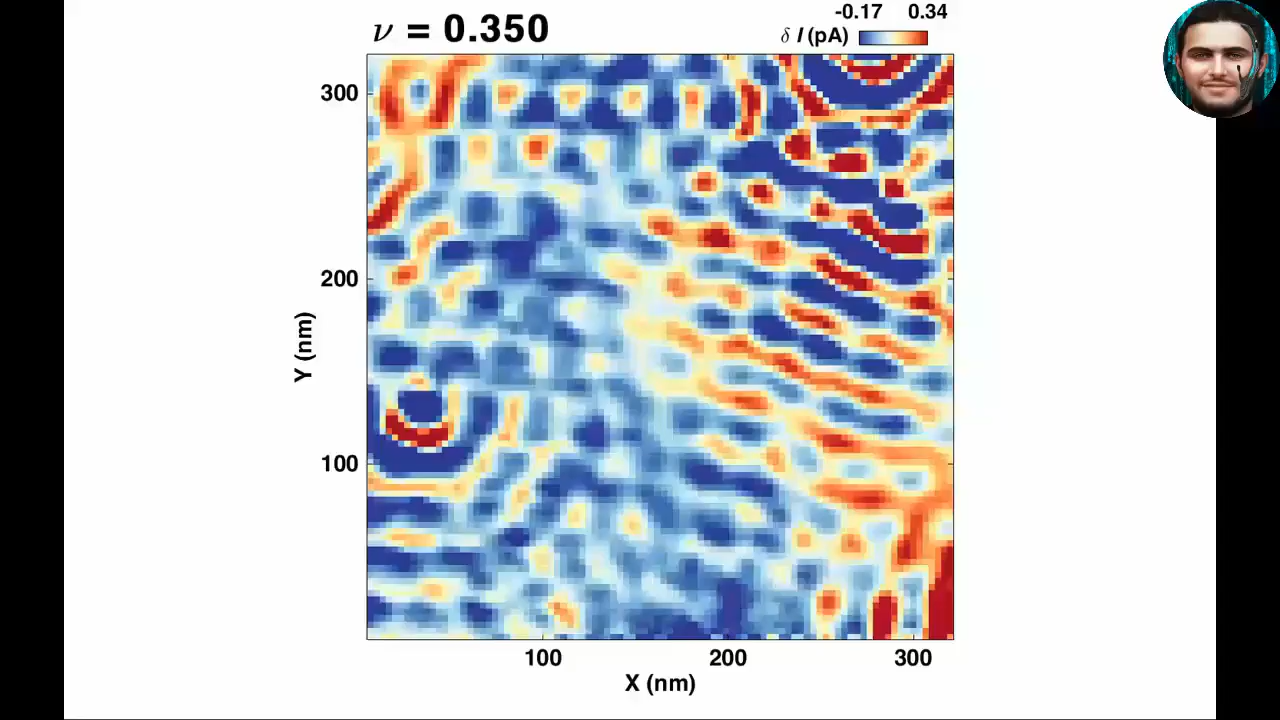 ν = 0.350
-0.17 0.34
δ I (pA)
300
200
100
Y (nm)
100 200 300
X (nm)